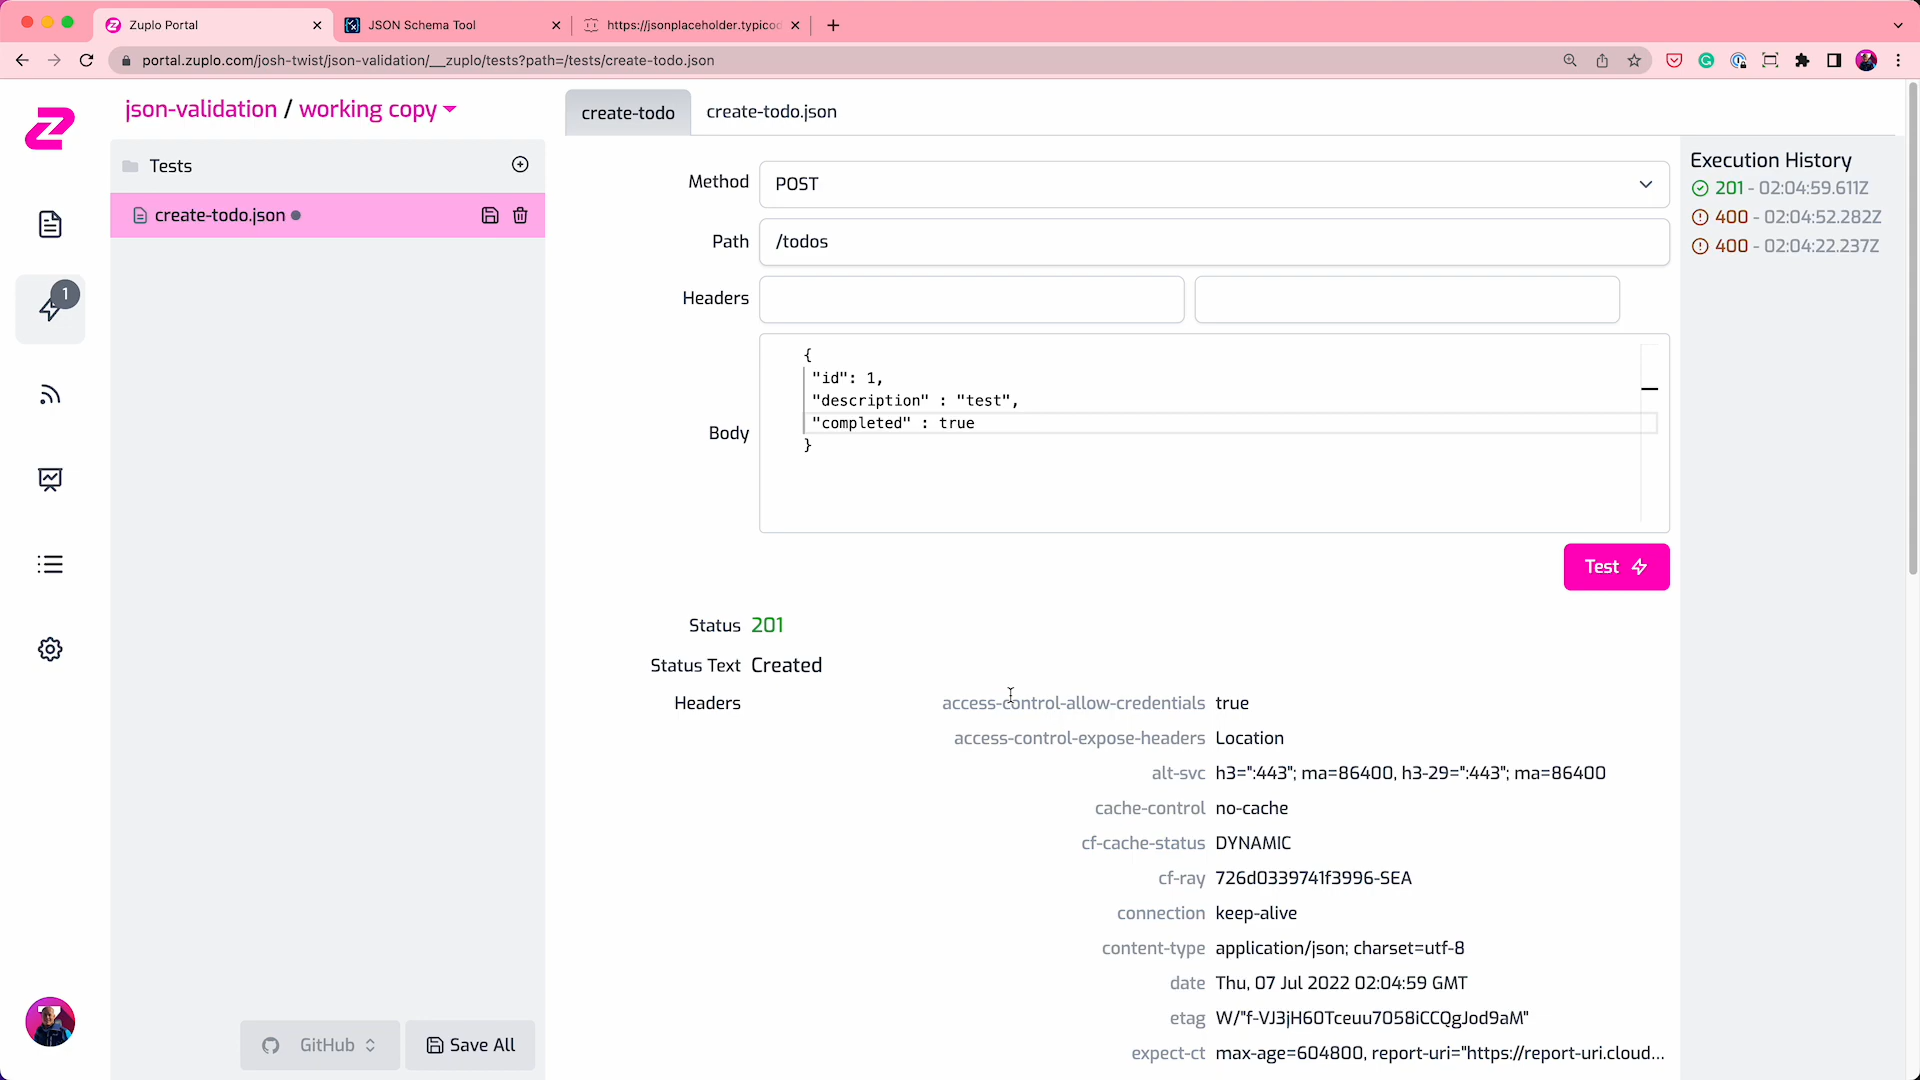 Zuplo Portal
JSON Schema Tool
https://jsonplaceholder.typicod
portal.zuplo.com/josh-twist/json-validation/__zuplo/tests?path=/tests/create-todo.json
json-validation / working copy
create-todo
create-todo.json
Tests
create-todo.json
1
Method
POST
Path
/todos
Headers
Body
{
"id": 1,
"description" : "test",
"completed" : true
}
Test
Execution History
201 - 02:04:59.611Z
400 - 02:04:52.282Z
400 - 02:04:22.237Z
Status 201
Status Text Created
Headers
access-control-allow-credentials true
access-control-expose-headers Location
alt-svc h3=":443"; ma=86400, h3-29=":443"; ma=86400
cache-control no-cache
cf-cache-status DYNAMIC
cf-ray 726d0339741f3996-SEA
connection keep-alive
content-type application/json; charset=utf-8
date Thu, 07 Jul 2022 02:04:59 GMT
etag W/"f-VJ3jH60Tceuu7058iCCQgJod9aM"
expect-ct max-age=604800, report-uri="https://report-uri.cloud...
GitHub
Save All